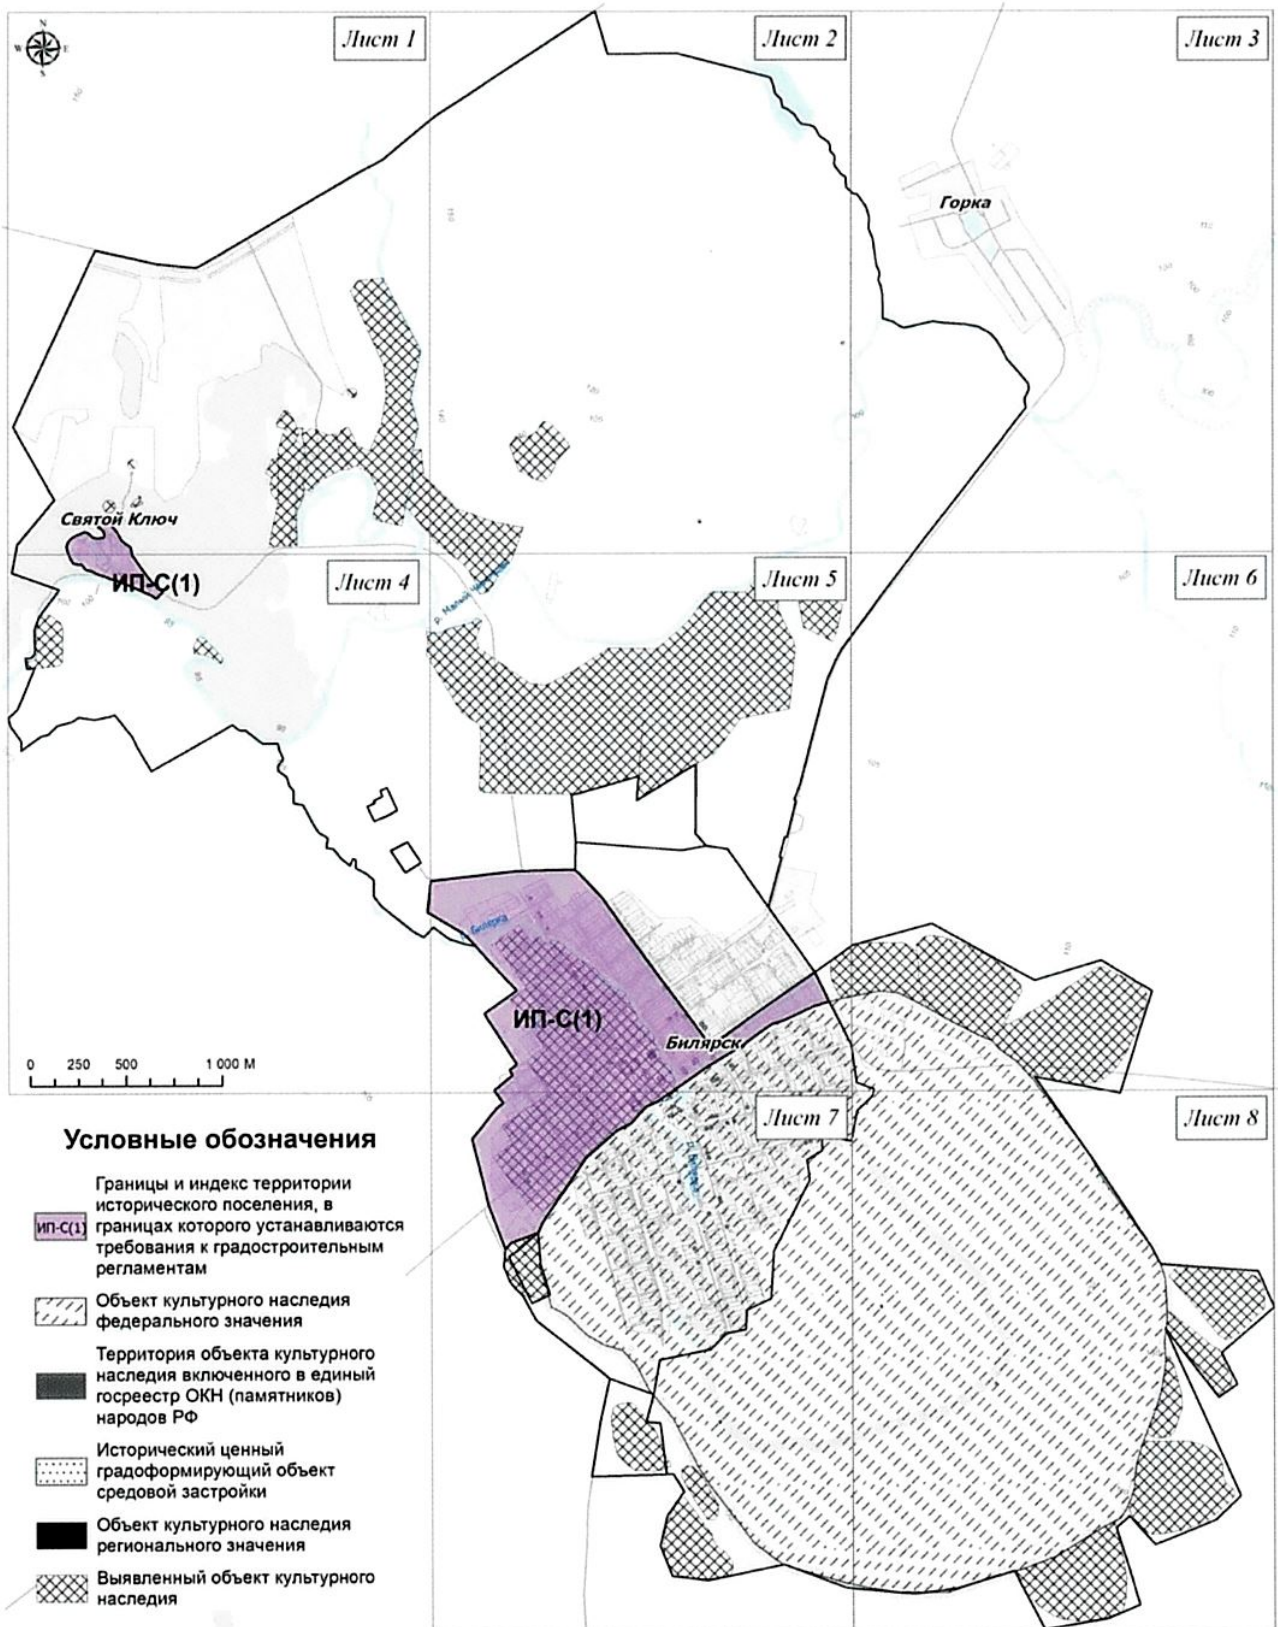 N
W
E
S
Лист 1
Лист 2
Лист 3
150
150
Горка
Святой Ключ
ИП-С(1)
Лист 4
Лист 5
Лист 6
ИП-С(1)
Билярск
0 250 500 1 000 М
Лист 7
Лист 8
Условные обозначения
ИП-С(1)
Границы и индекс территории
исторического поселения, в
границах которого устанавливаются
требования к градостроительным
регламентам
Объект культурного наследия
федерального значения
Территория объекта культурного
наследия включенного в единый
госреестр ОКН (памятников)
народов РФ
Исторический ценный
градоформирующий объект
средовой застройки
Объект культурного наследия
регионального значения
Выявленный объект культурного
наследия